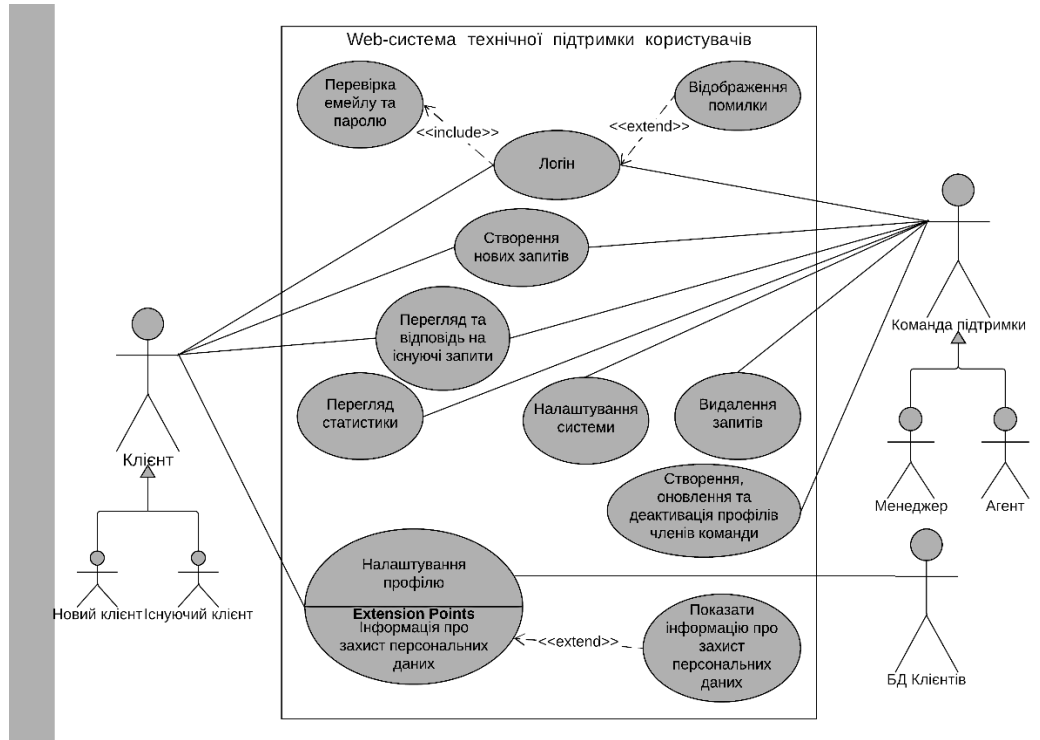 Web-система технічної підтримки користувачів
Перевірка
емейлу та
паролю
Відображення
помилки
<<include>>
<<extend>>
Логін
Створення
нових запитів
Перегляд та
відповідь на
існуючі запити
Команда підтримки
Перегляд
статистики
Налаштування
системи
Видалення
запитів
Клієнт
Створення,
оновлення та
деактивація профілів
членів команди
Менеджер
Агент
Налаштування
профілю
Extension Points
Інформація про
захист персональних
даних
Новий клієнт
Існуючий клієнт
<<extend>>
Показати
інформацію про
захист
персональних
даних
БД Клієнтів